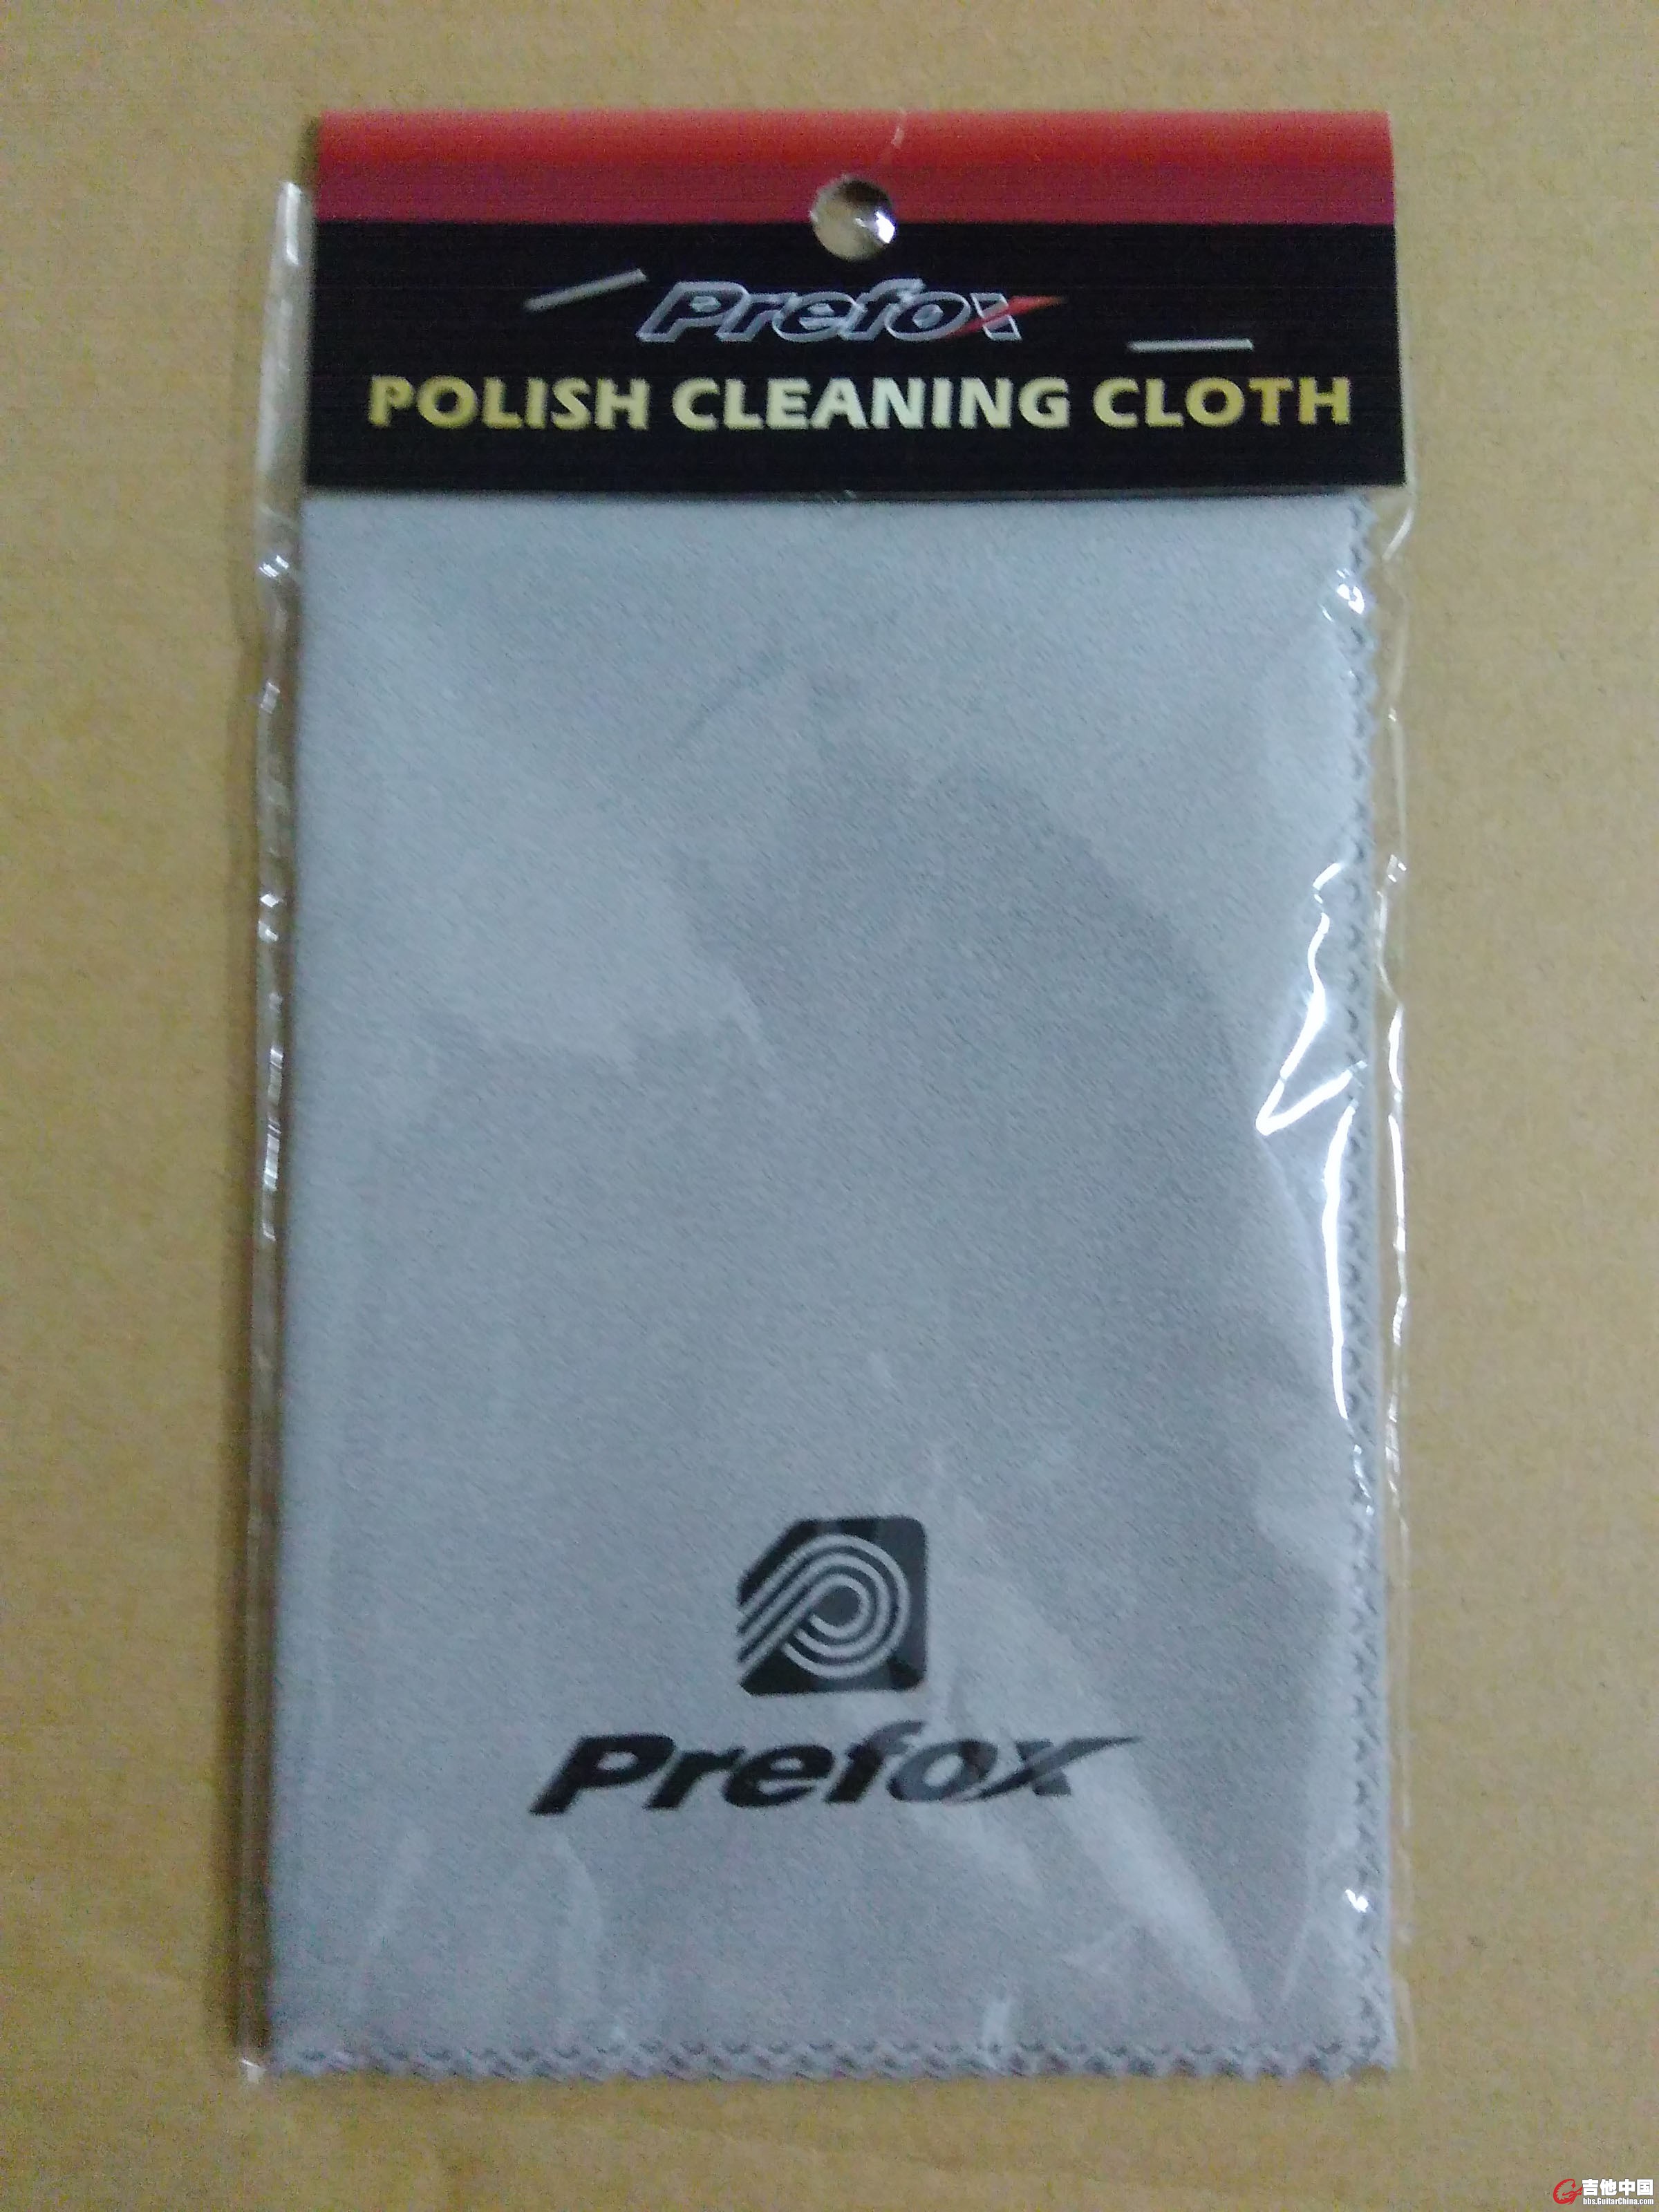 Prefox
POLISH CLEANING CLOTH
Prefox
吉他中国
bbs.GuitarChina.com